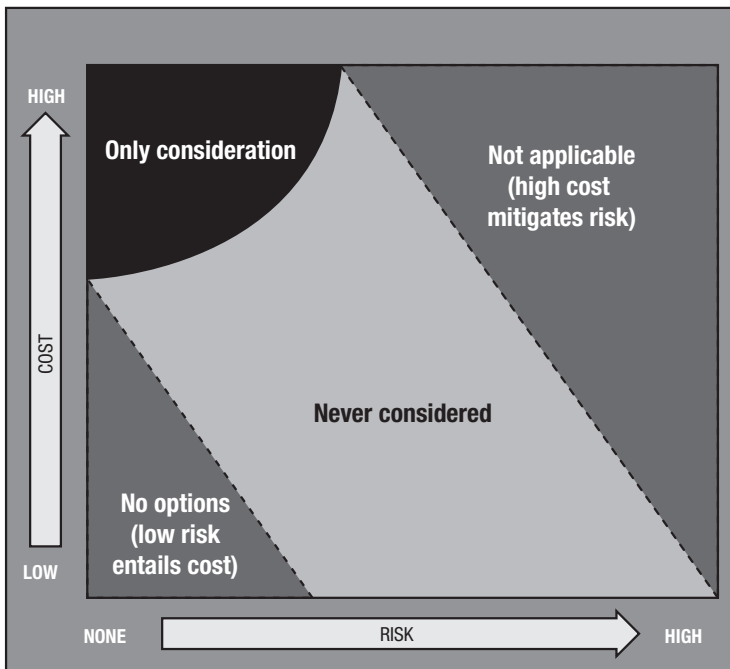 HIGH
Only consideration
Not applicable
(high cost
mitigates risk)
COST
Never considered
No options
(low risk
entails cost)
LOW
NONE
RISK
HIGH